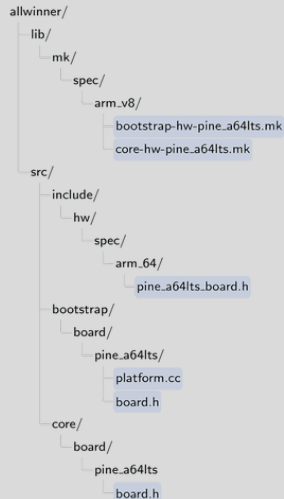 allwinner/
lib/
mk/
spec/
arm_v8/
bootstrap-hw-pine_a64lts.mk
core-hw-pine_a64lts.mk
src/
include/
hw/
spec/
arm_64/
pine_a64lts_board.h
bootstrap/
board/
pine_a64lts/
platform.cc
board.h
core/
board/
pine_a64lts
board.h